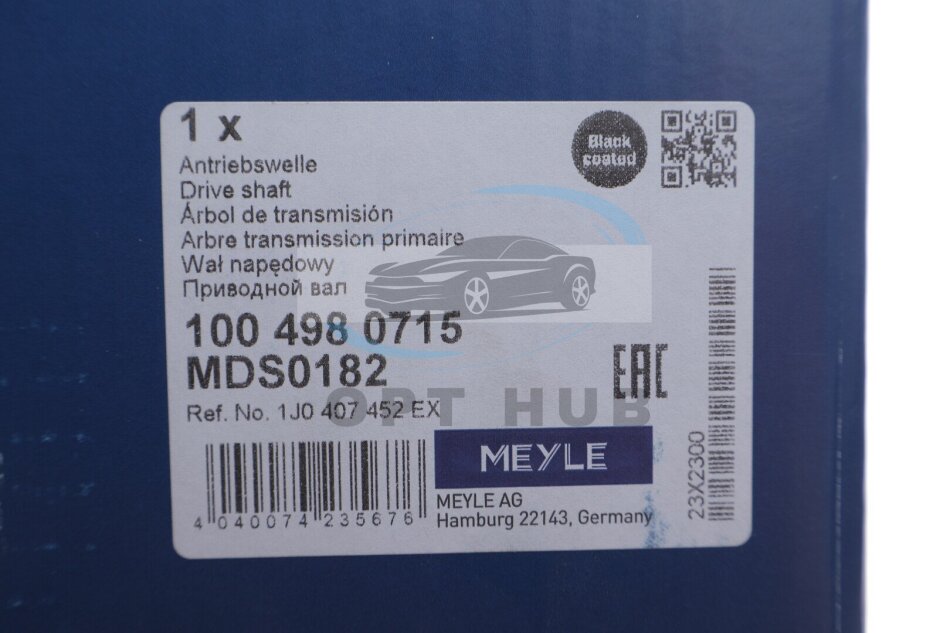 1 x
Black
coated
Antriebswelle
Drive shaft
Árbol de transmisión
Arbre transmission primaire
Wał napędowy
Приводной вал
100 498 0715
MDS0182
Ref. No. 1J0 407 452 EX
EAC
OPT HUB
MEYLE
MEYLE AG
Hamburg 22143, Germany
4 040074 235676
23X2300